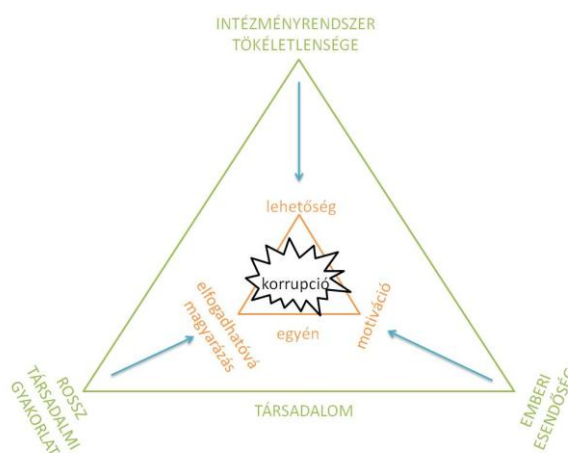 INTÉZMÉNYRENDSZER
TÖKÉLETLENSÉGE
lehetőség
korrupció
elfogadhatóvá
magyarázás
egyén
motiváció
ROSSZ
TÁRSADALMI
GYAKORLAT
TÁRSADALOM
EMBERI
ESENDŐSÉG